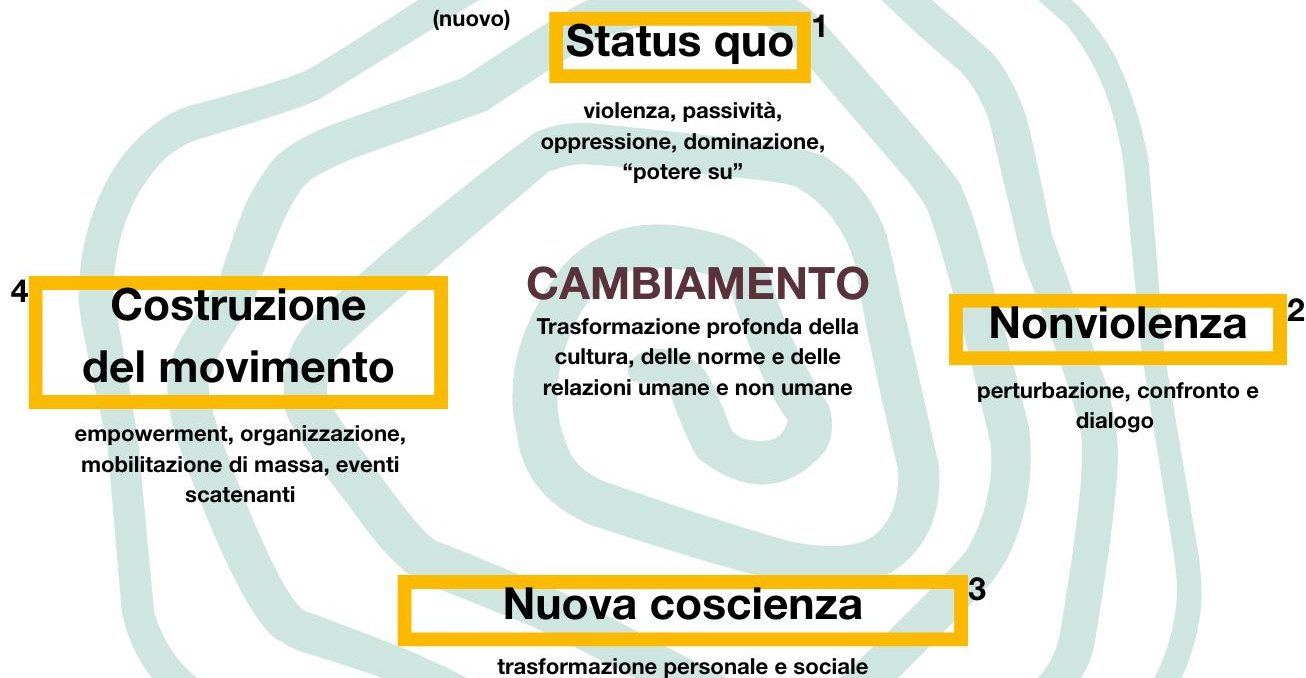 (nuovo)
Status quo
1
violenza, passività,
oppressione, dominazione,
“potere su”
CAMBIAMENTO
Trasformazione profonda della
cultura, delle norme e delle
relazioni umane e non umane
4
Costruzione
del movimento
empowerment, organizzazione,
mobilitazione di massa, eventi
scatenanti
Nonviolenza
2
perturbazione, confronto e
dialogo
Nuova coscienza
3
trasformazione personale e sociale